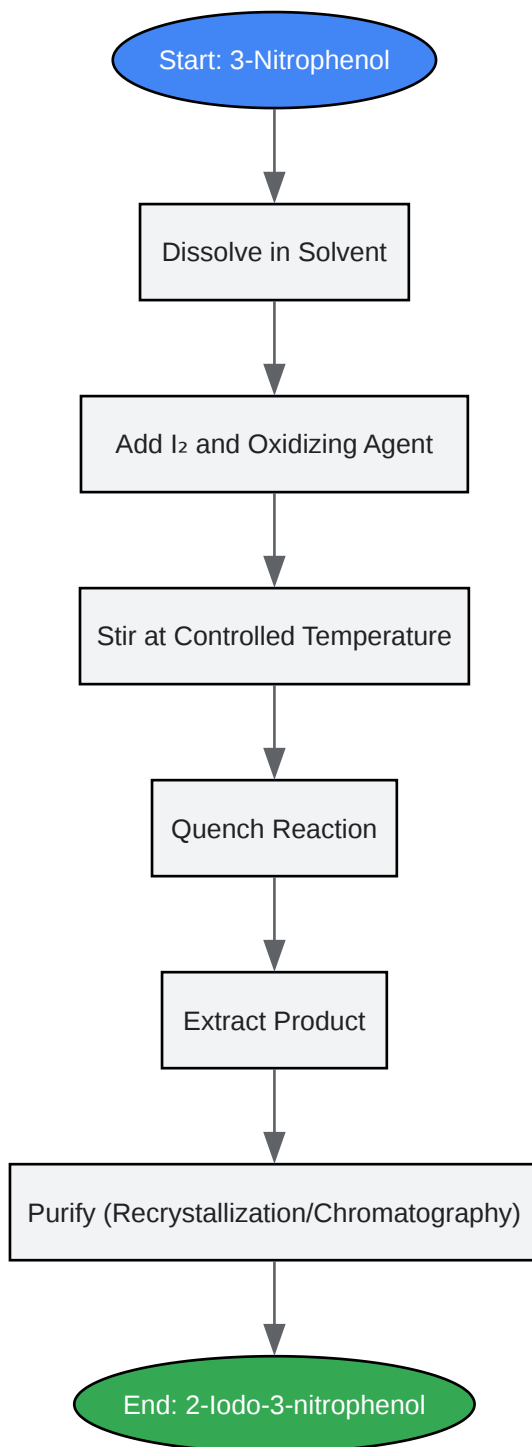 Start: 3-Nitrophenol
Dissolve in Solvent
Add I₂ and Oxidizing Agent
Stir at Controlled Temperature
Quench Reaction
Extract Product
Purify (Recrystallization/Chromatography)
End: 2-Iodo-3-nitrophenol